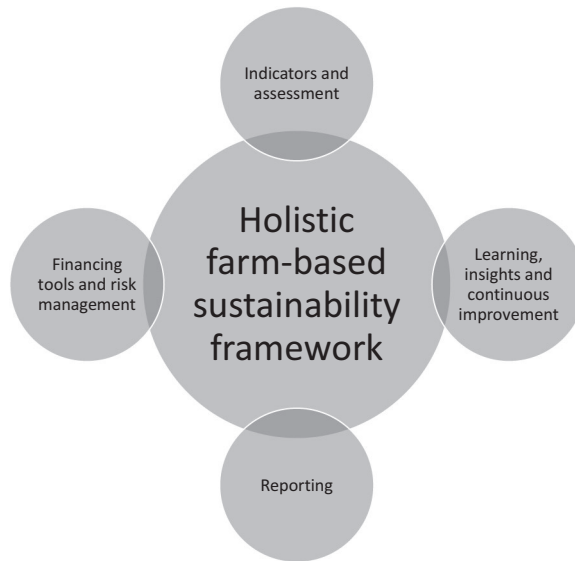 Indicators and
assessment
Holistic
farm-based
sustainability
framework
Financing
tools and risk
management
Learning,
insights and
continuous
improvement
Reporting